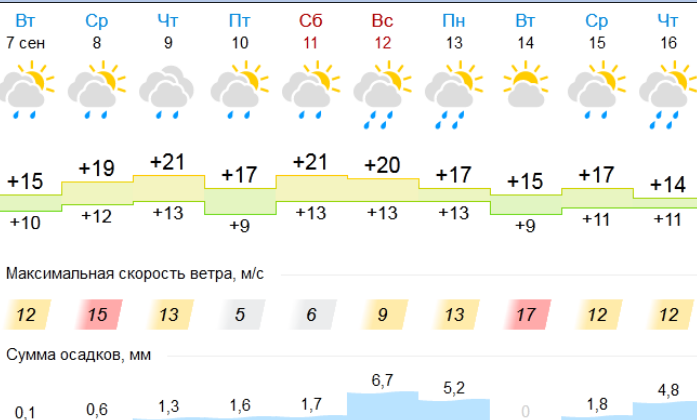 Вт Ср Чт Пт Сб Вс Пн Вт Ср Чт
7 сен 8 9 10 11 12 13 14 15 16
+15 +19 +21 +17 +21 +20 +17 +15 +17 +14
+10 +12 +13 +9 +13 +13 +13 +9 +11 +11
Максимальная скорость ветра, м/с
12 15 13 5 6 9 13 17 12 12
Сумма осадков, мм
0,1 0,6 1,3 1,6 1,7 6,7 5,2 0 1,8 4,8